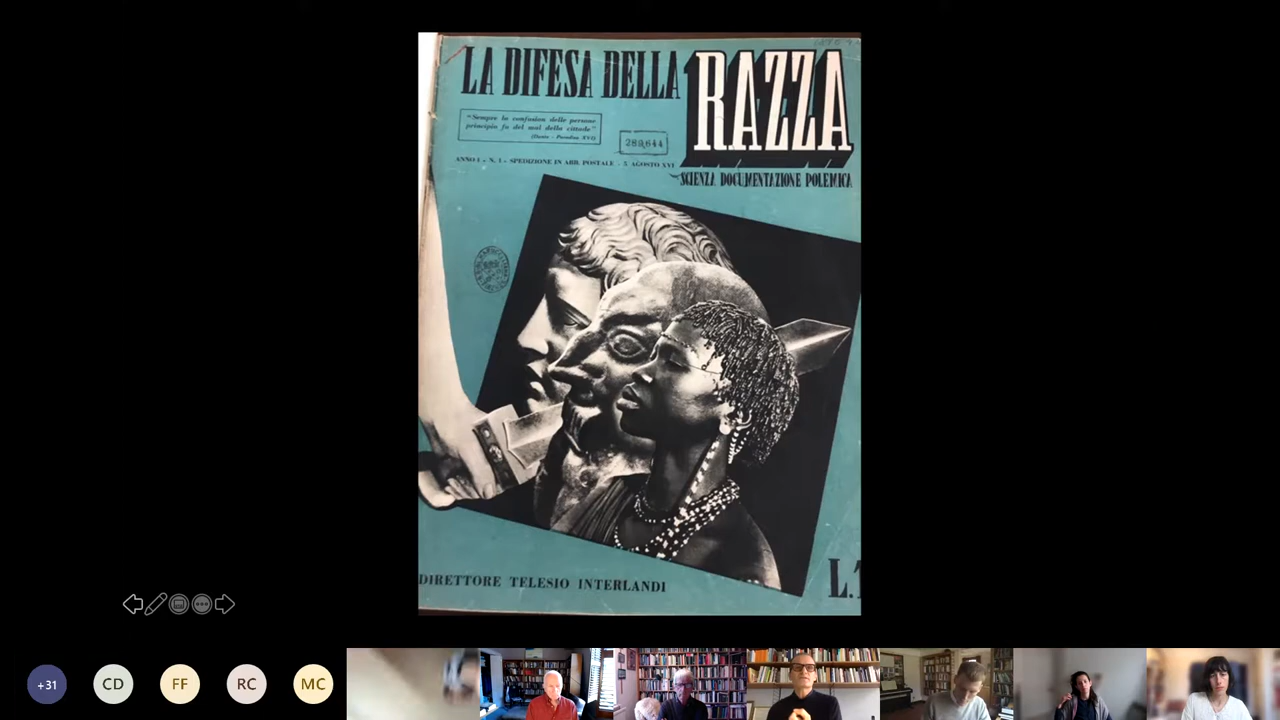 LA DIFESA DELLA RAZZA
"Sempre la confusion delle persone
principio fu del mal della cittade"
(Dante - Paradiso XVI)
289,644
ANNO I - N. 1 - SPEDIZIONE IN ABB. POSTALE - 5 AGOSTO XVI
SCIENZA DOCUMENTAZIONE POLEMICA
DIRETTORE TELESIO INTERLANDI
L.1
+31
CD
FF
RC
MC